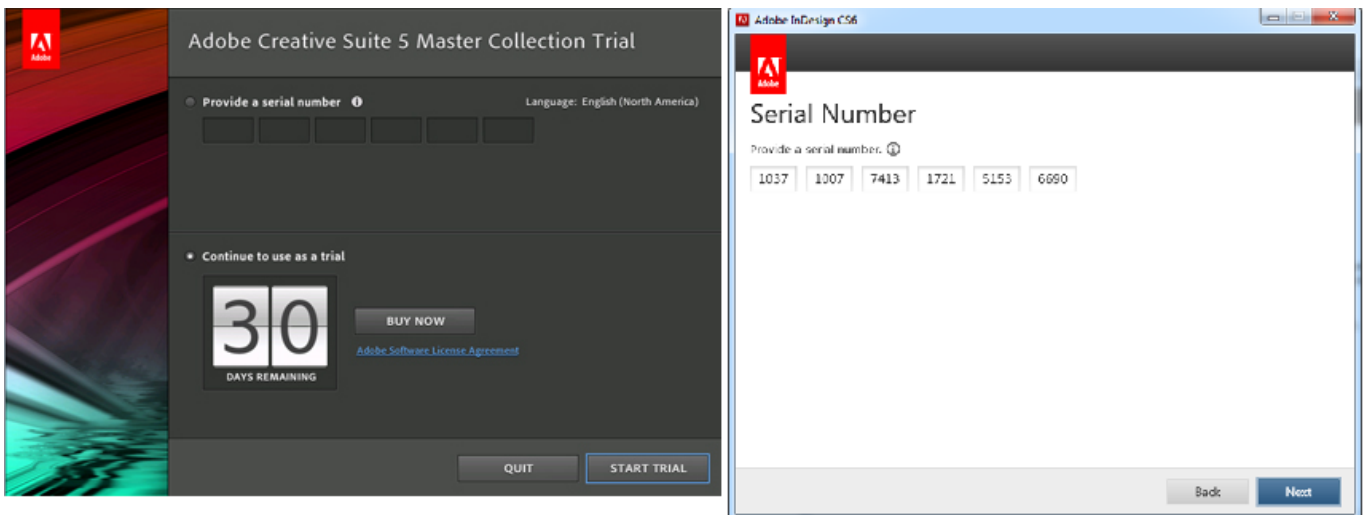 Adobe
Adobe Creative Suite 5 Master Collection Trial
Provide a serial number
Language: English (North America)
Continue to use as a trial
30
DAYS REMAINING
BUY NOW
Adobe Software License Agreement
QUIT
START TRIAL
Adobe InDesign CS6
Adobe
Serial Number
Provide a serial number.
1037 1007 7413 1721 5153 6690
Back
Next